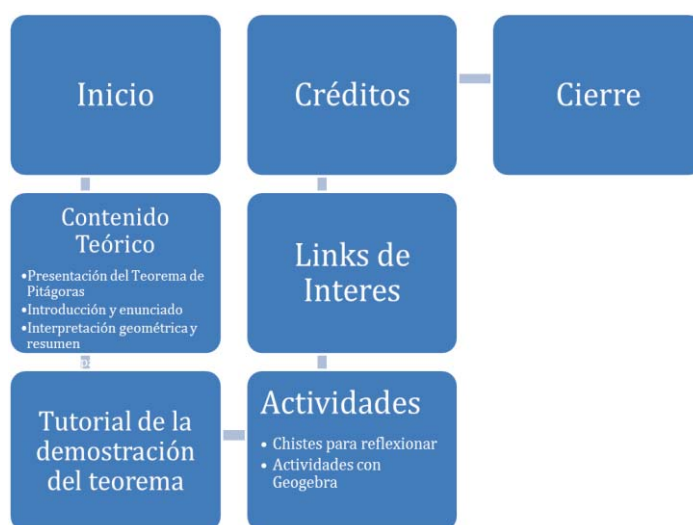 Inicio
Contenido
Teórico
•Presentación del Teorema de
Pitágoras
•Introducción y enunciado
•Interpretación geométrica y
resumen
Tutorial de la
demostración
del teorema
Actividades
• Chistes para reflexionar
• Actividades con
Geogebra
Links de
Interes
Créditos
Cierre